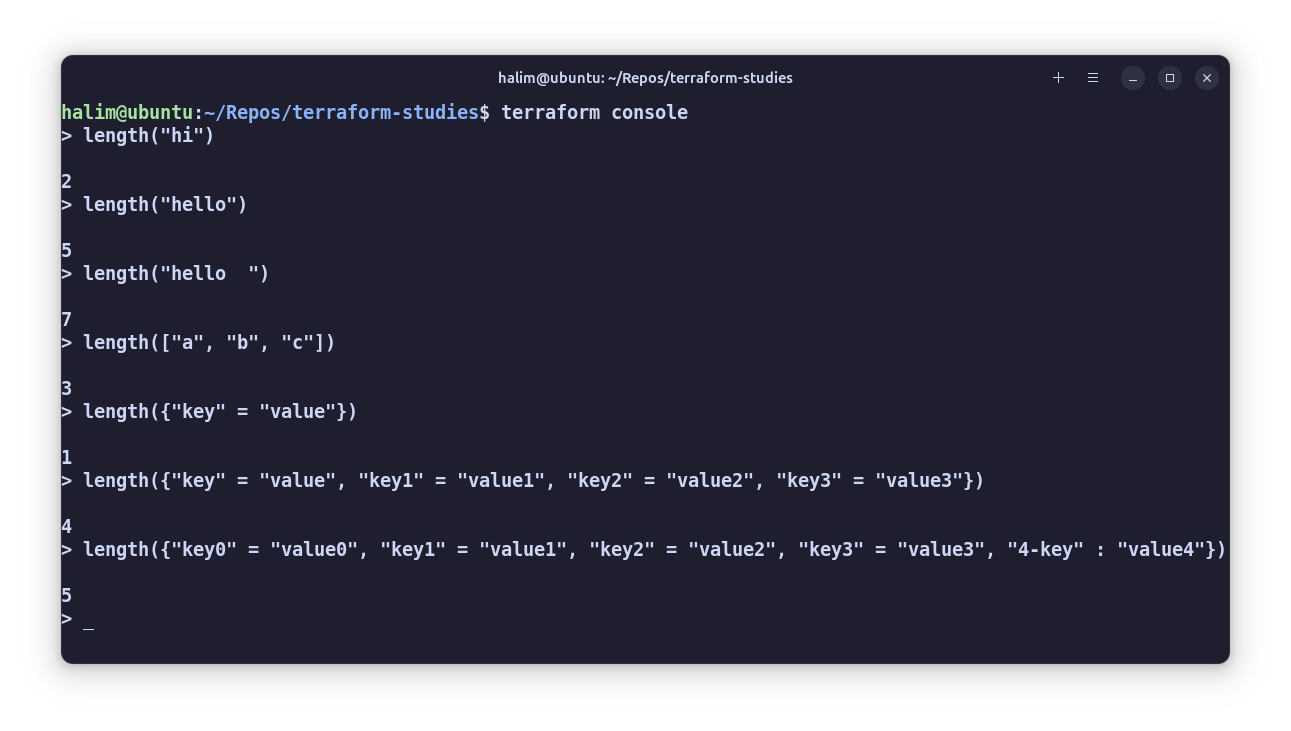 halim@ubuntu: ~/Repos/terraform-studies
halim@ubuntu:~/Repos/terraform-studies$ terraform console
> length("hi")
2
> length("hello")
5
> length("hello  ")
7
> length(["a", "b", "c"])
3
> length({"key" = "value"})
1
> length({"key" = "value", "key1" = "value1", "key2" = "value2", "key3" = "value3"})
4
> length({"key0" = "value0", "key1" = "value1", "key2" = "value2", "key3" = "value3", "4-key" : "value4"})
5
> _